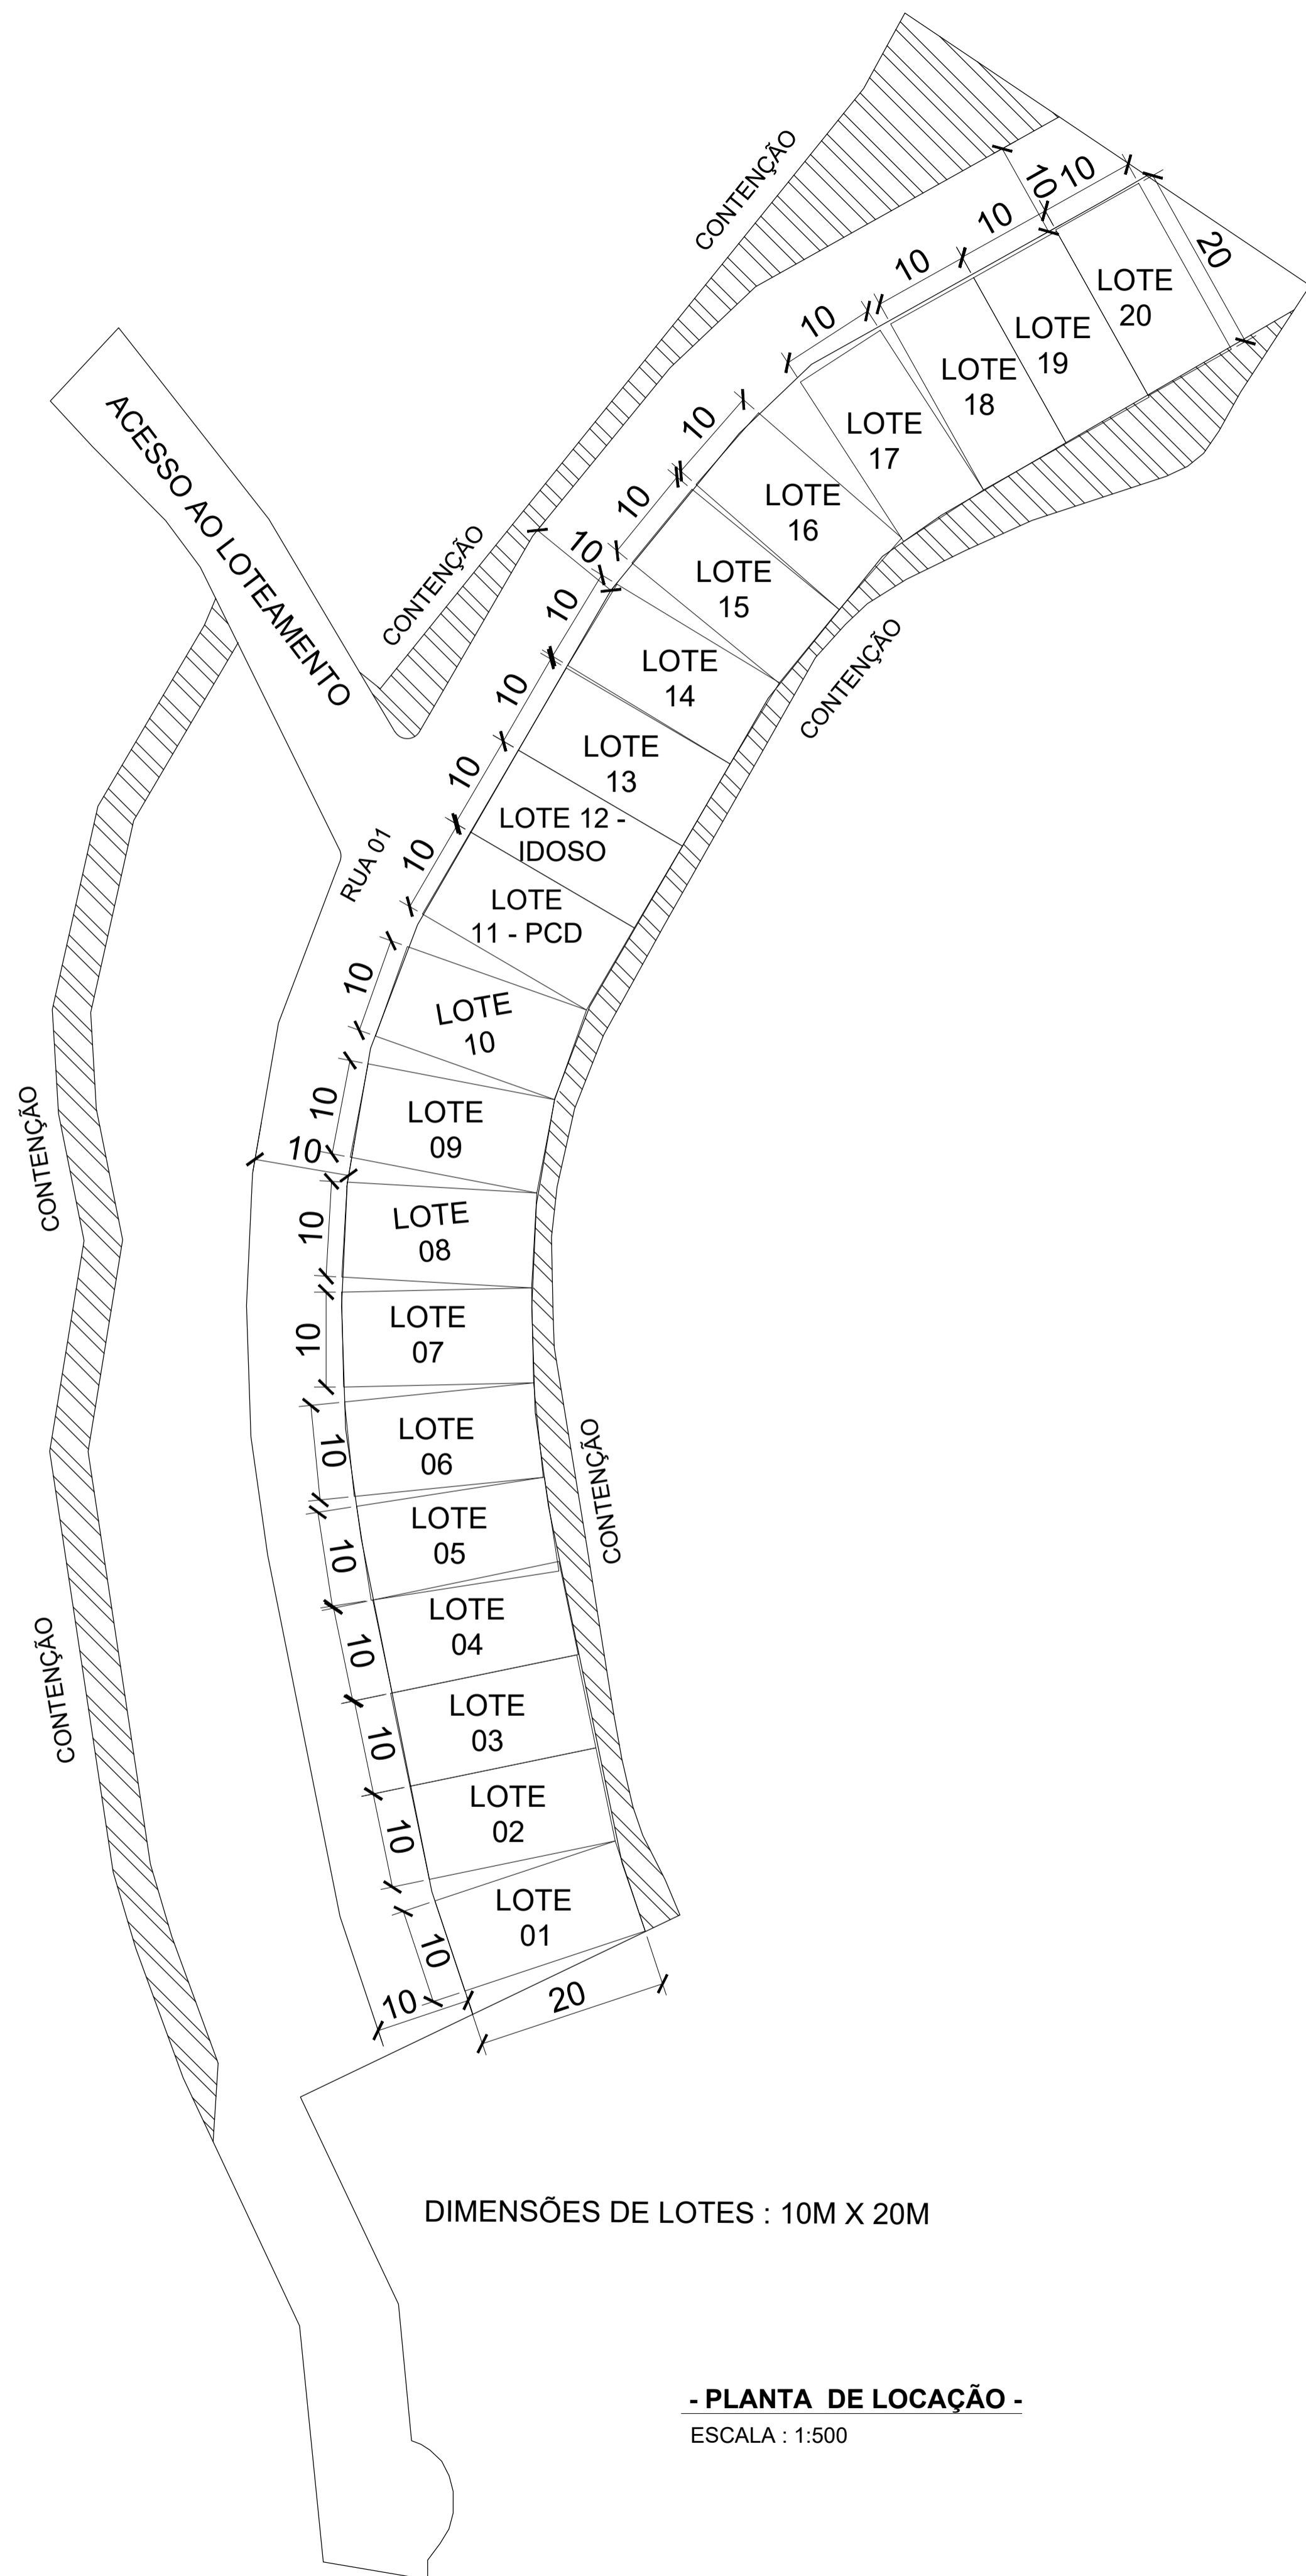 CONTENÇÃO
10
10
10
20
10
LOTE
20
10
LOTE
19
LOTE
18
LOTE
17
ACESSO AO LOTEAMENTO
10
LOTE
16
10
10
LOTE
15
CONTENÇÃO
10
LOTE
14
CONTENÇÃO
10
LOTE
13
10
LOTE 12 -
IDOSO
RUA 01
10
LOTE
11 - PCD
10
LOTE
10
10
LOTE
09
CONTENÇÃO
10
10
LOTE
08
10
LOTE
07
10
LOTE
06
CONTENÇÃO
10
LOTE
05
10
LOTE
04
CONTENÇÃO
10
LOTE
03
10
LOTE
02
10
LOTE
01
10
20
DIMENSÕES DE LOTES : 10M X 20M
- PLANTA DE LOCAÇÃO -
ESCALA : 1:500